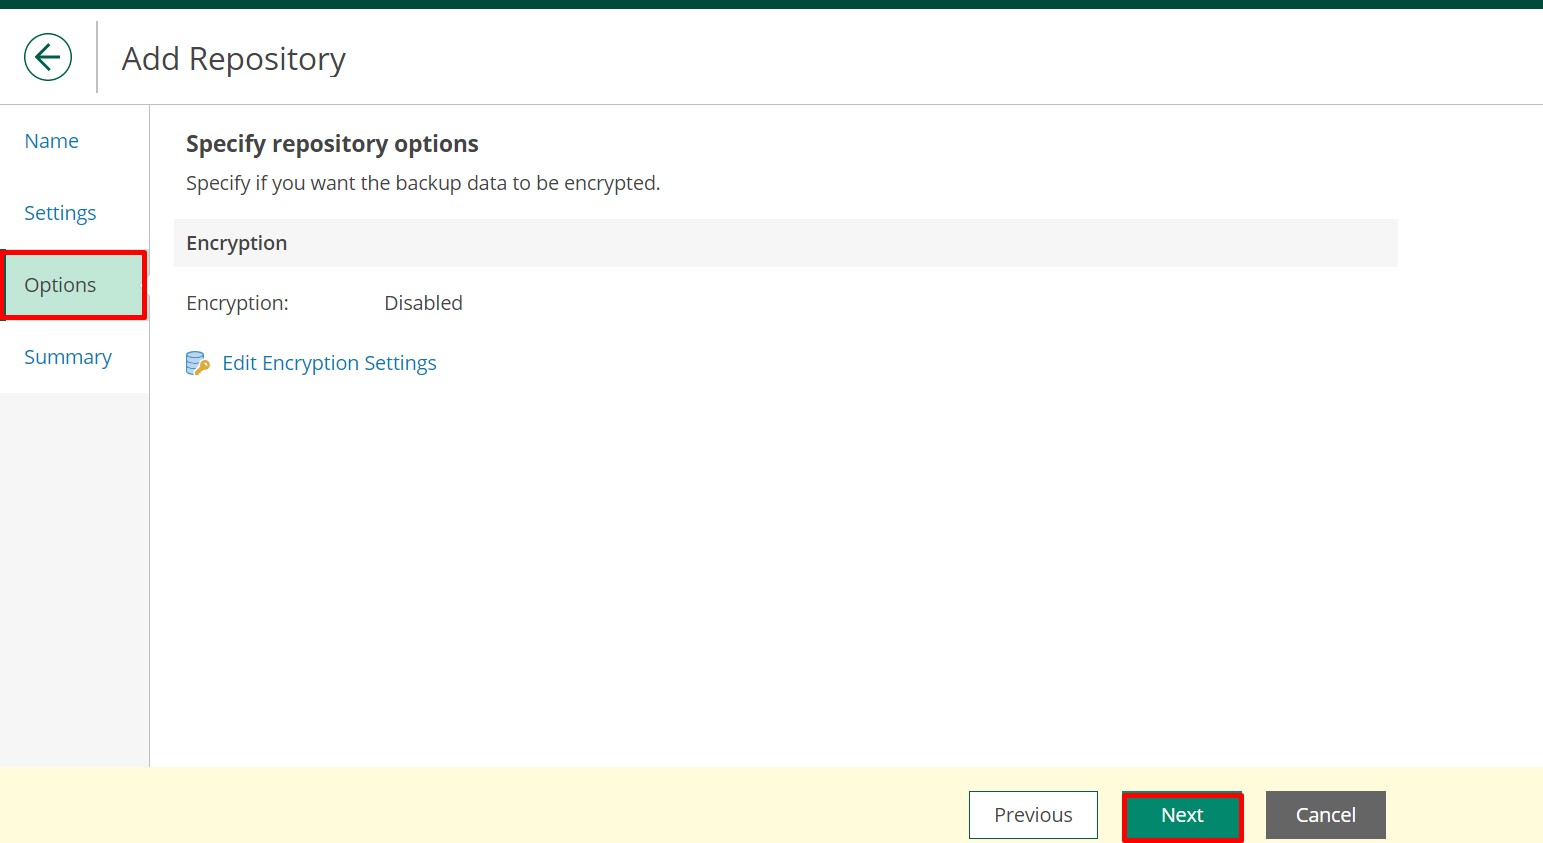 Add Repository
Name
Settings
Options
Summary
Specify repository options
Specify if you want the backup data to be encrypted.
Encryption
Encryption: Disabled
Edit Encryption Settings
Previous
Next
Cancel